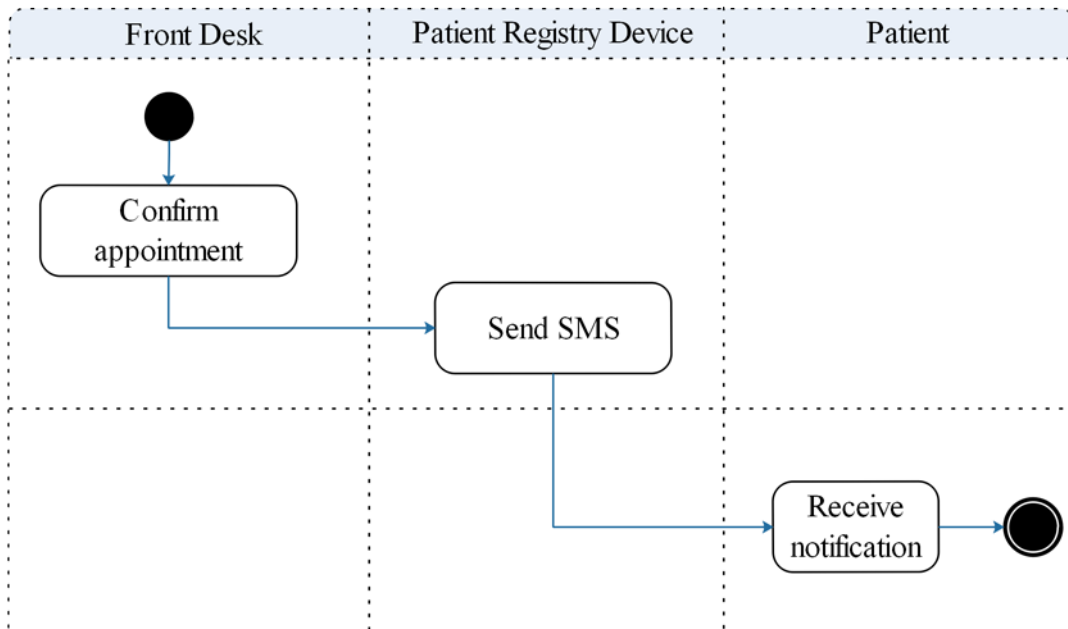 Front Desk
Patient Registry Device
Patient
Confirm
appointment
Send SMS
Receive
notification